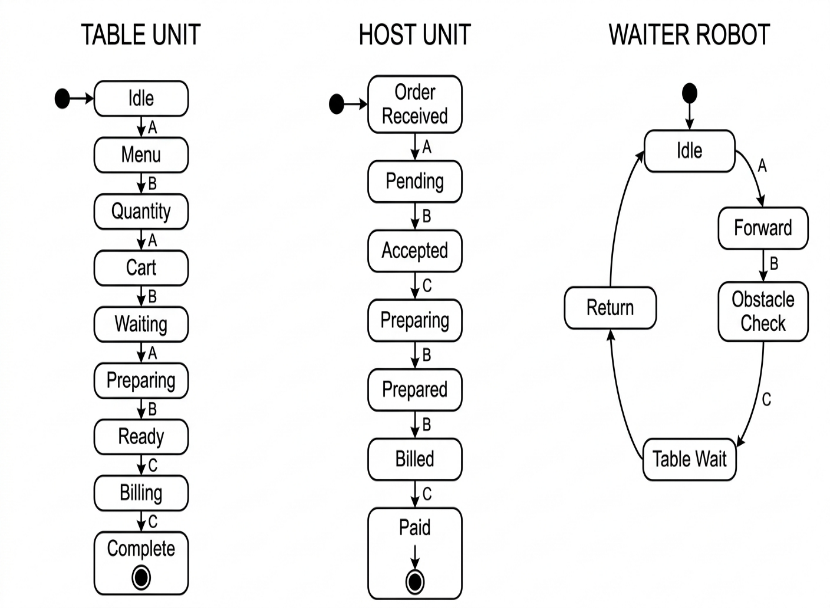 TABLE UNIT
Idle
A
Menu
B
Quantity
A
Cart
B
Waiting
A
Preparing
B
Ready
C
Billing
C
Complete
HOST UNIT
Order
Received
A
Pending
B
Accepted
C
Preparing
B
Prepared
B
Billed
C
Paid
WAITER ROBOT
Idle
A
Forward
B
Obstacle
Check
C
Table Wait
Return